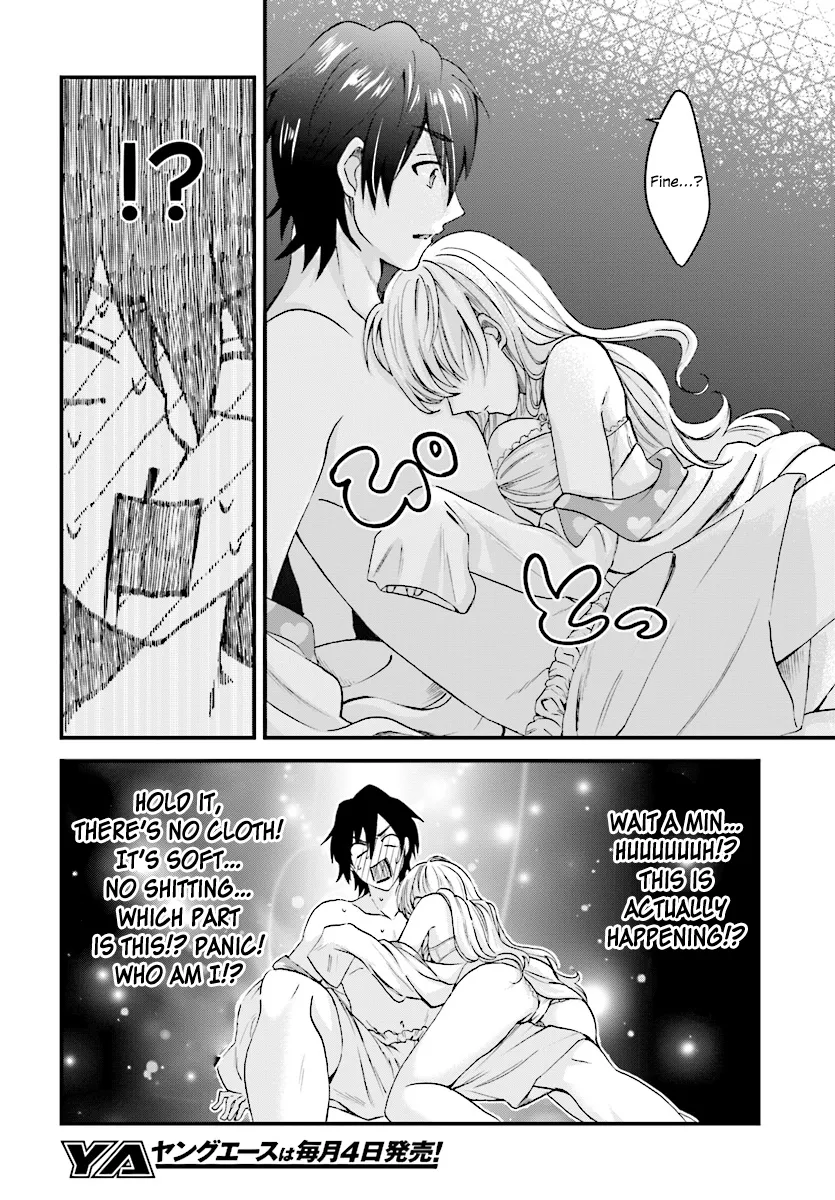 Fine...?
ぴと っ
!?
WAIT A MIN...
HUUUUUUH!?
THIS IS
ACTUALLY
HAPPENING!?
HOLD IT,
THERE'S NO CLOTH!
IT'S SOFT...
NO SHITTING...
WHICH PART
IS THIS!? PANIC!
WHO AM I!?
YA ヤングエースは毎月4日発売!